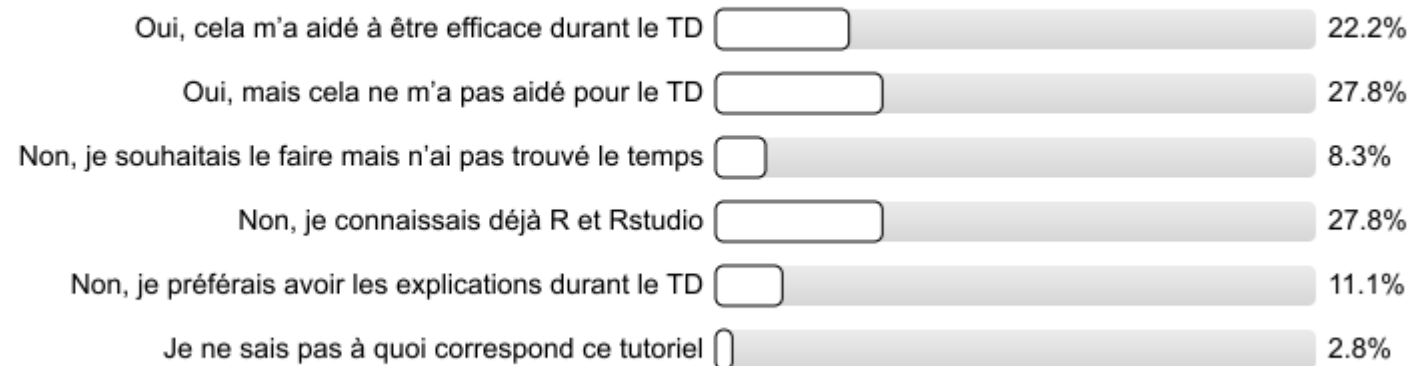 Oui, cela m'a aidé à être efficace durant le TD 22.2%
Oui, mais cela ne m'a pas aidé pour le TD 27.8%
Non, je souhaitais le faire mais n'ai pas trouvé le temps 8.3%
Non, je connaissais déjà R et Rstudio 27.8%
Non, je préférais avoir les explications durant le TD 11.1%
Je ne sais pas à quoi correspond ce tutoriel 2.8%